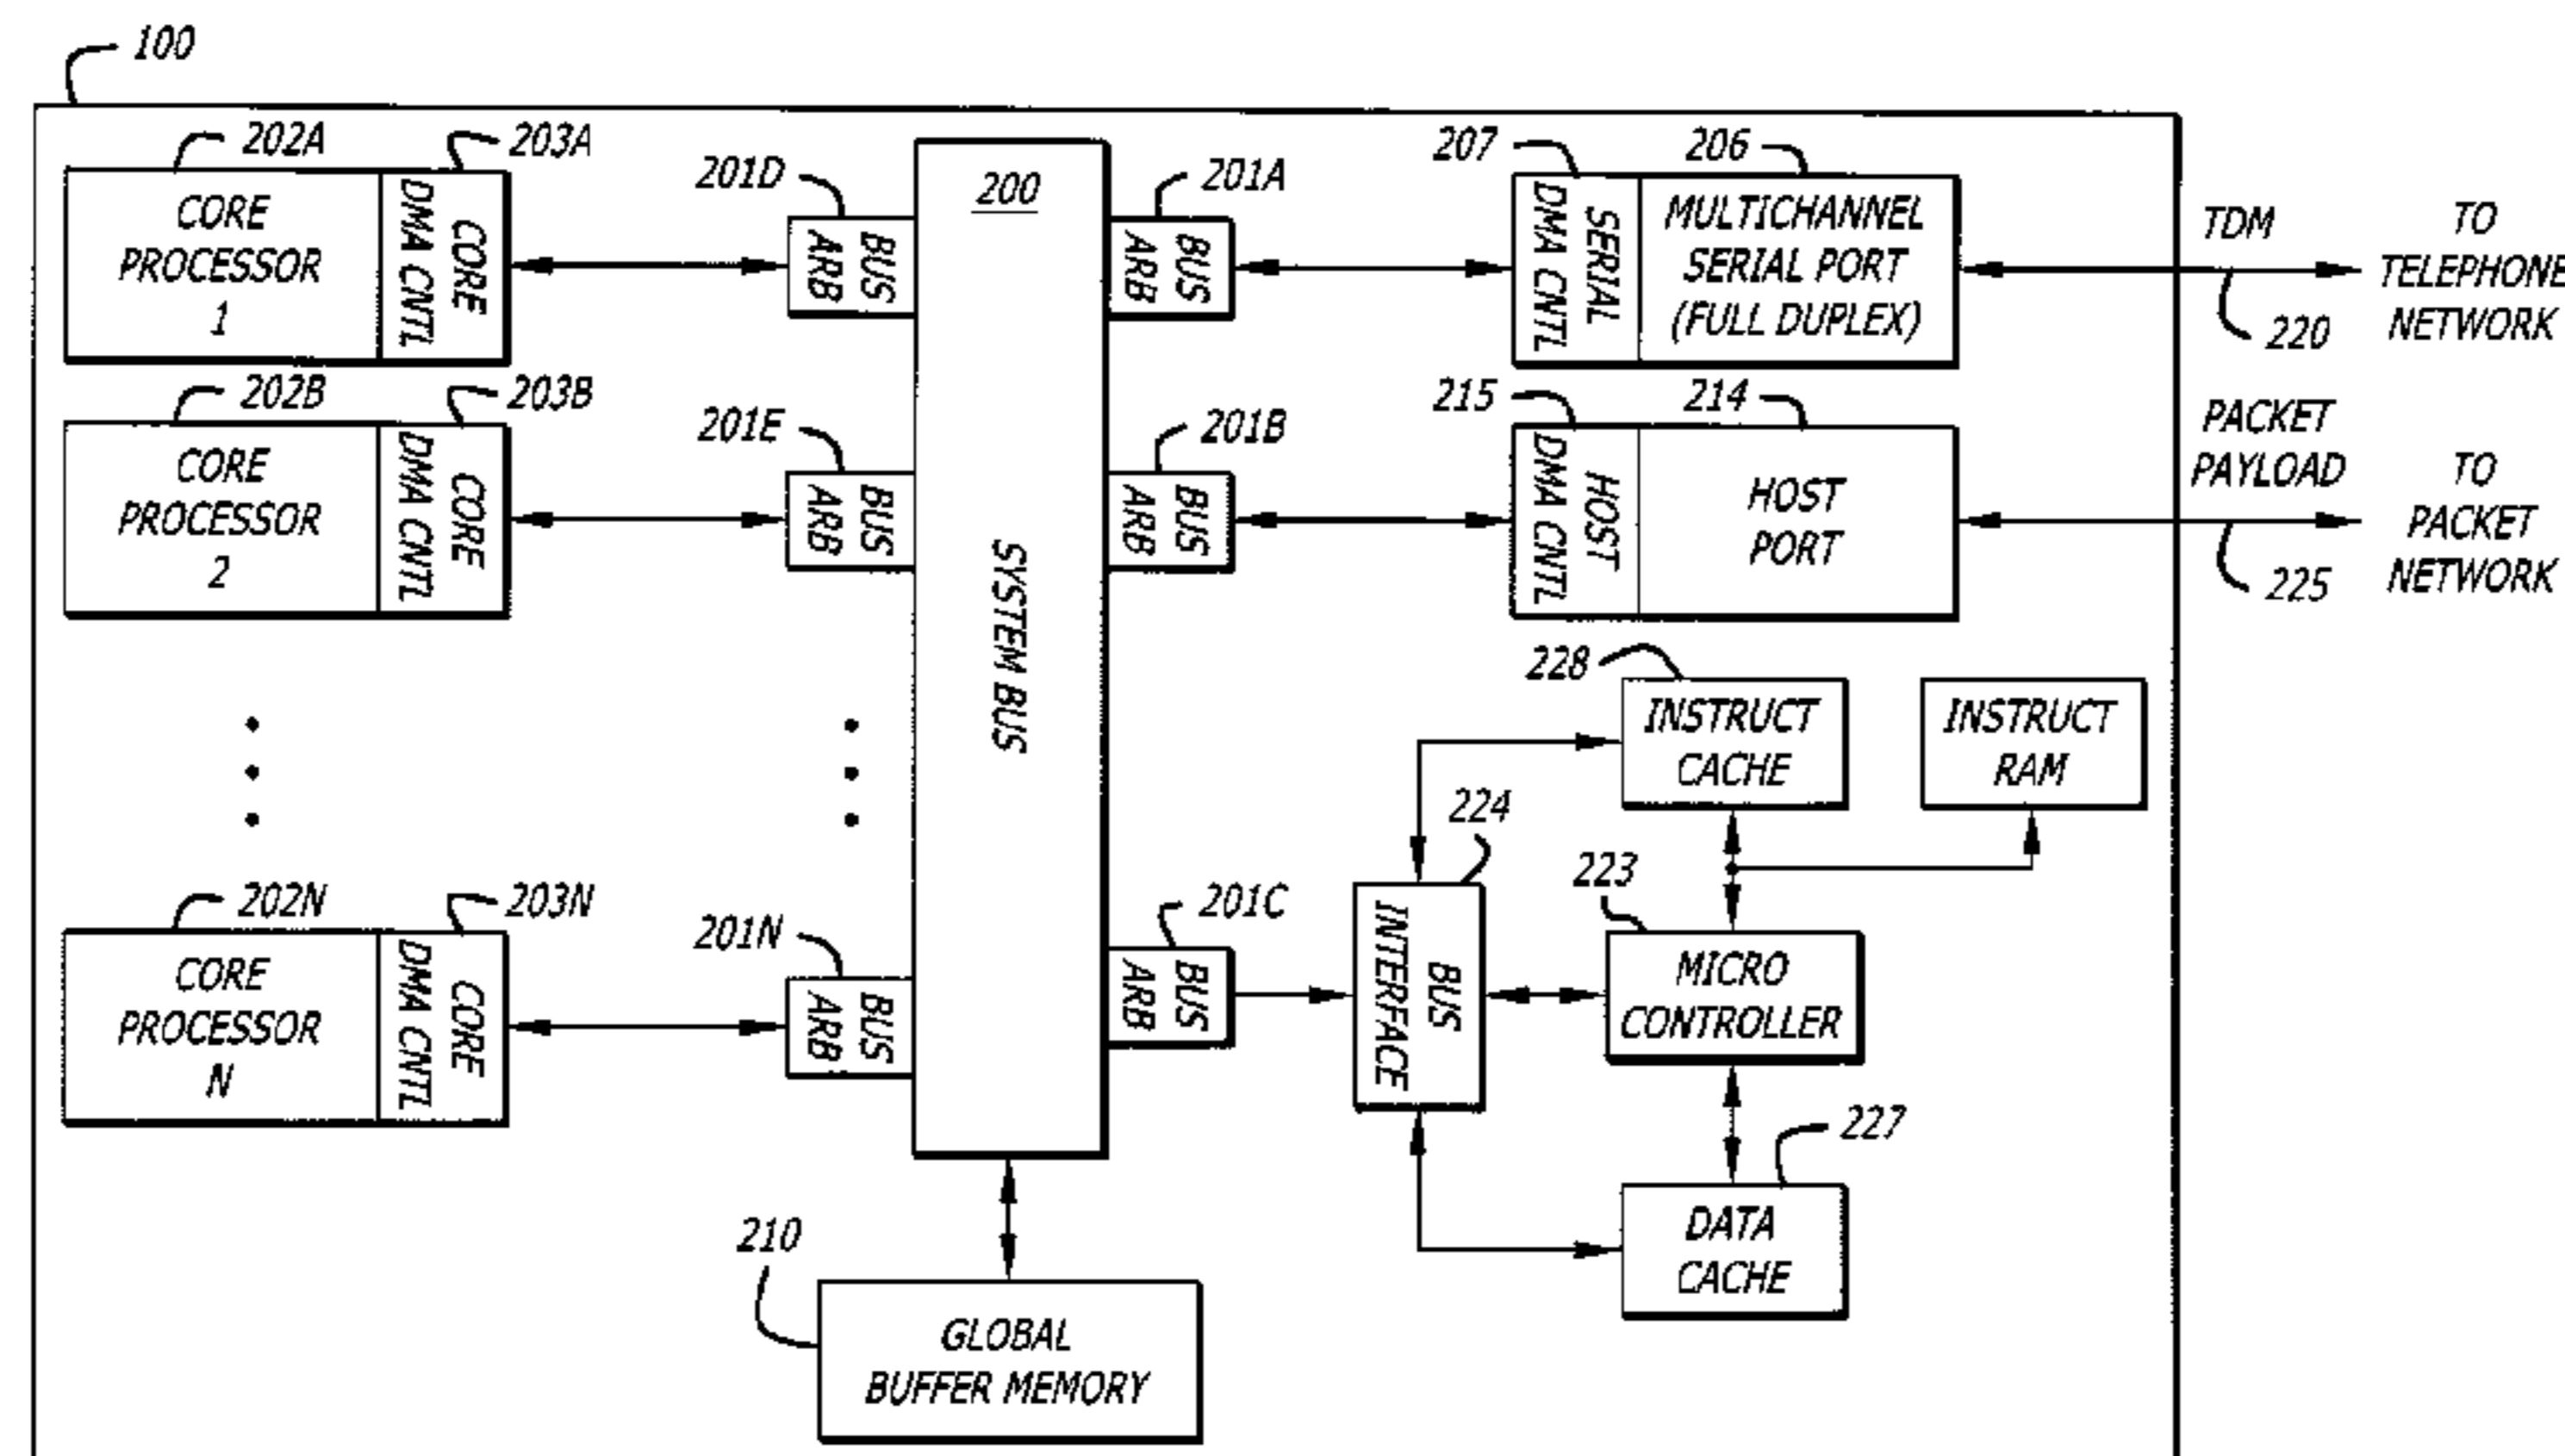 100
202A
203A
CORE
PROCESSOR
1
CORE
DMA CNTL
201D
BUS
ARB
200
SYSTEM BUS
201A
BUS
ARB
207
206
SERIAL
DMA CNTL
MULTICHANNEL
SERIAL PORT
(FULL DUPLEX)
TDM
220
TO
TELEPHONE
NETWORK
202B
203B
CORE
PROCESSOR
2
CORE
DMA CNTL
201E
BUS
ARB
201B
BUS
ARB
215
214
HOST
DMA CNTL
HOST
PORT
PACKET
PAYLOAD
225
TO
PACKET
NETWORK
228
INSTRUCT
CACHE
INSTRUCT
RAM
224
BUS
INTERFACE
223
MICRO
CONTROLLER
202N
203N
CORE
PROCESSOR
N
CORE
DMA CNTL
201N
BUS
ARB
201C
BUS
ARB
227
DATA
CACHE
210
GLOBAL
BUFFER MEMORY